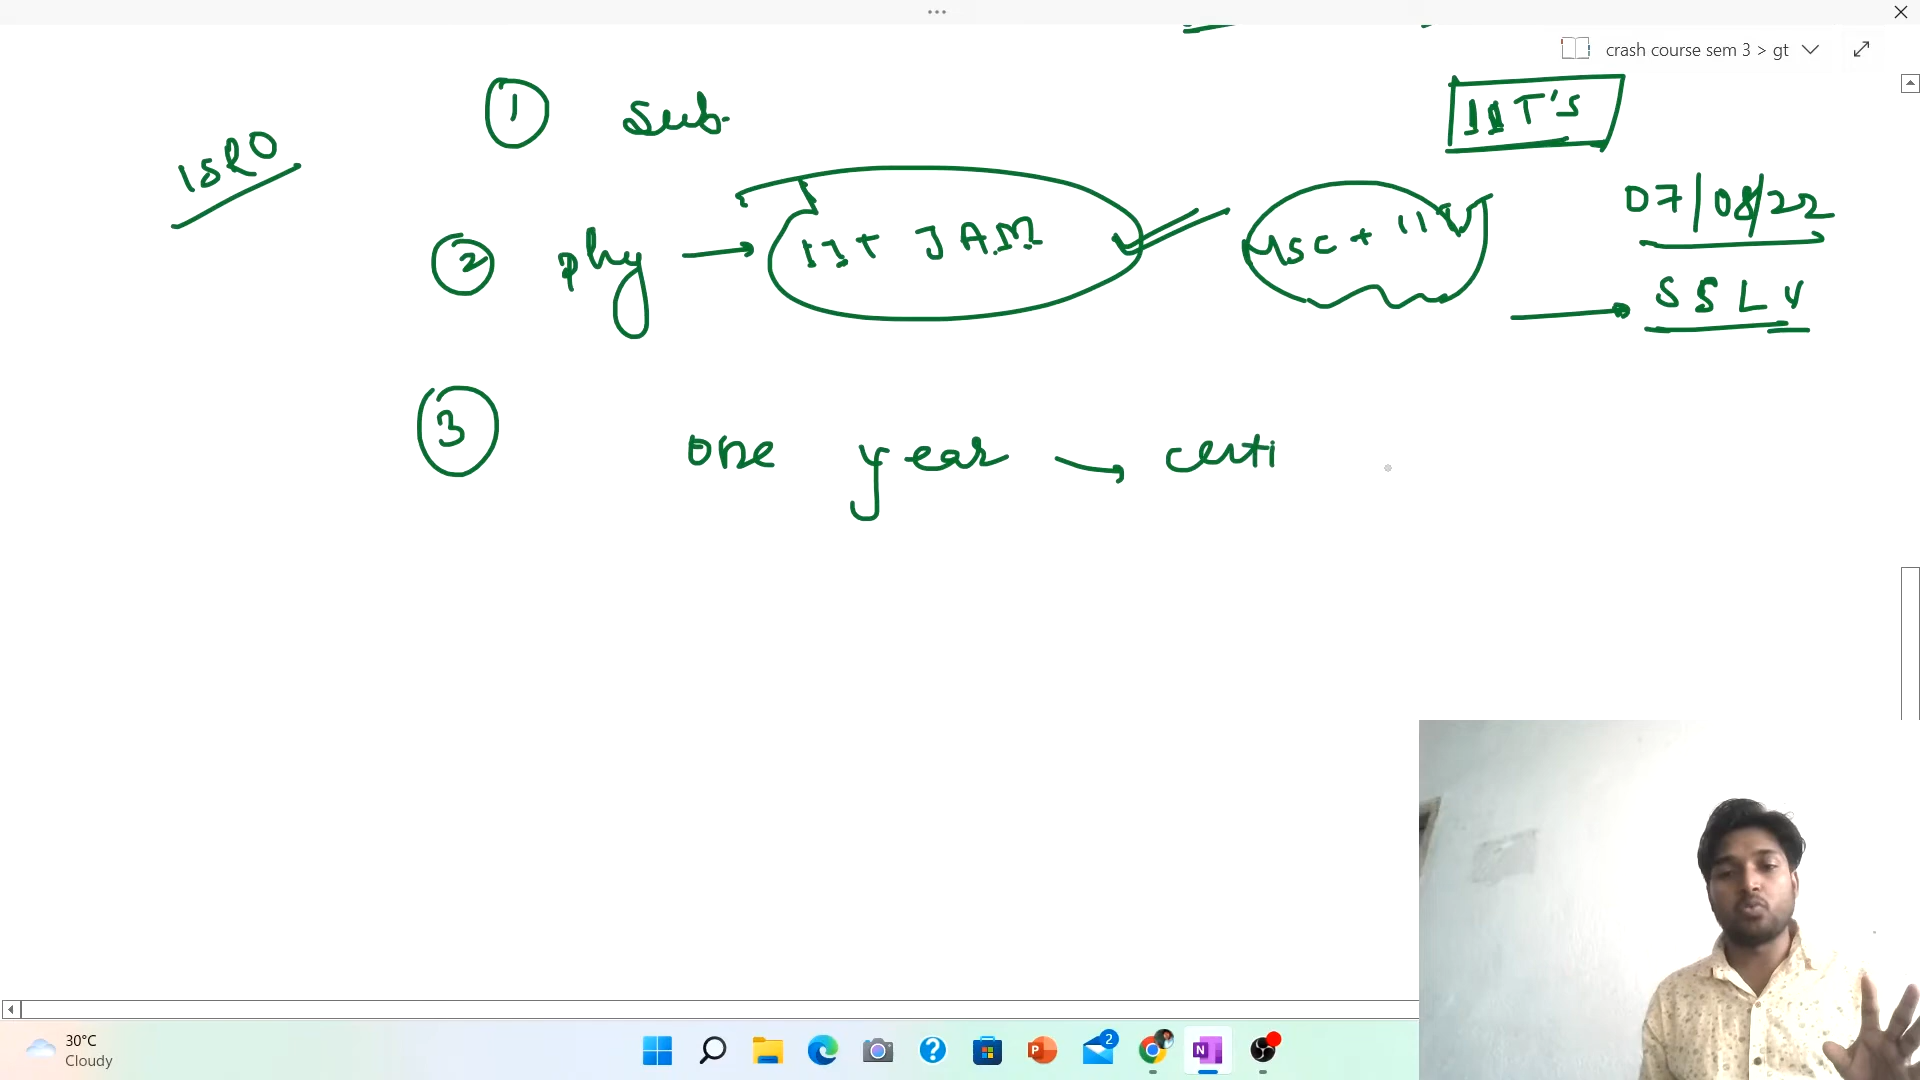 crash course sem 3 > gt
① sub.
IIT'S
ISRO
07/08/22
② phy → IIT JAM
MSC +
→ SSLV
③ one year → certi
30°C
Cloudy
2